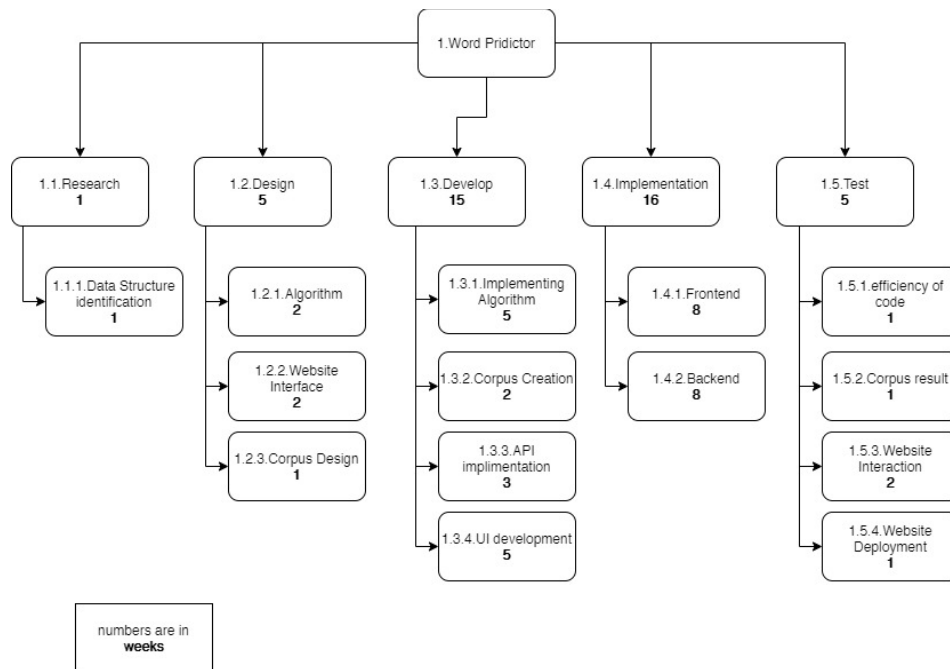 1.Word Pridictor
1.1.Research
1
1.2.Design
5
1.3.Develop
15
1.4.Implementation
16
1.5.Test
5
1.1.1.Data Structure
identification
1
1.2.1.Algorithm
2
1.2.2.Website
Interface
2
1.2.3.Corpus Design
1
1.3.1.Implementing
Algorithm
5
1.3.2.Corpus Creation
2
1.3.3.API
implimentation
3
1.3.4.UI development
5
1.4.1.Frontend
8
1.4.2.Backend
8
1.5.1.efficiency of
code
1
1.5.2.Corpus result
1
1.5.3.Website
Interaction
2
1.5.4.Website
Deployment
1
numbers are in
weeks